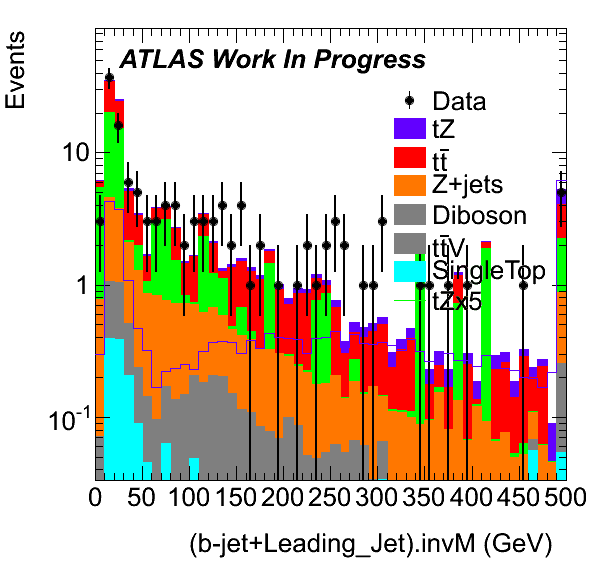 Events
ATLAS Work In Progress
Data
tZ
tt̄
Z+jets
Diboson
tt̄V
SingleTop
tZx5
10
1
10⁻¹
0 50 100 150 200 250 300 350 400 450 500
(b-jet+Leading_Jet).invM (GeV)